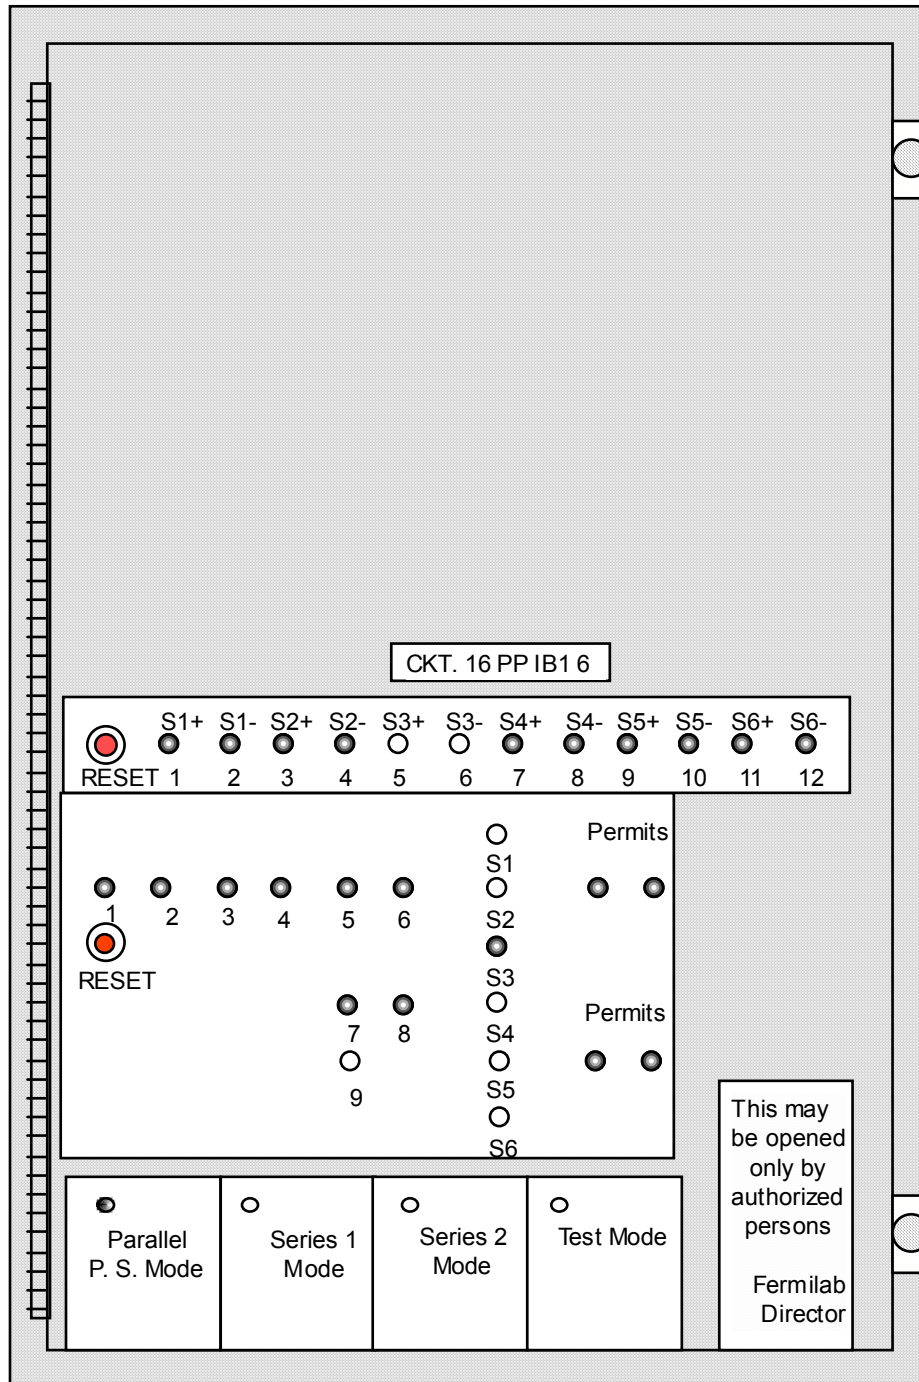 CKT. 16 PP IB1 6
S1+ S1- S2+ S2- S3+ S3- S4+ S4- S5+ S5- S6+ S6-
RESET 1 2 3 4 5 6 7 8 9 10 11 12
Permits
S1
1 2 3 4 5 6 S2
RESET
S3
Permits
7 8 S4
9 S5
S6
Parallel
P. S. Mode
Series 1
Mode
Series 2
Mode
Test Mode
This may
be opened
only by
authorized
persons
Fermilab
Director